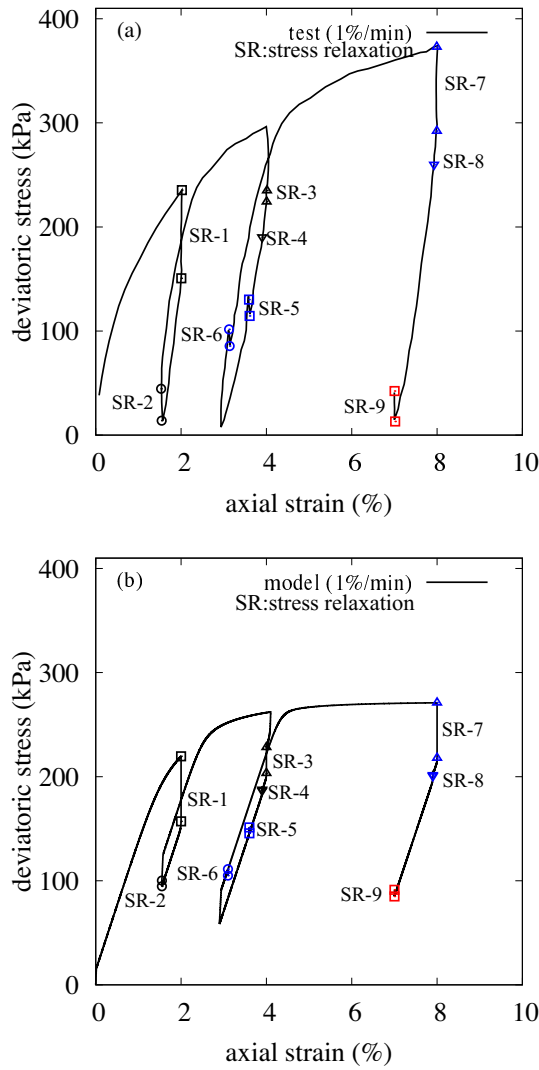 400
(a)
test (1%/min)
SR:stress relaxation
SR-7
300
SR-8
SR-3
200
SR-1
SR-4
SR-5
100
SR-6
SR-2
SR-9
0
0 2 4 6 8 10
deviatoric stress (kPa)
axial strain (%)
400
(b)
model (1%/min)
SR:stress relaxation
300
SR-7
SR-3
200
SR-8
SR-1
SR-4
SR-5
100
SR-6
SR-2
SR-9
0
0 2 4 6 8 10
deviatoric stress (kPa)
axial strain (%)